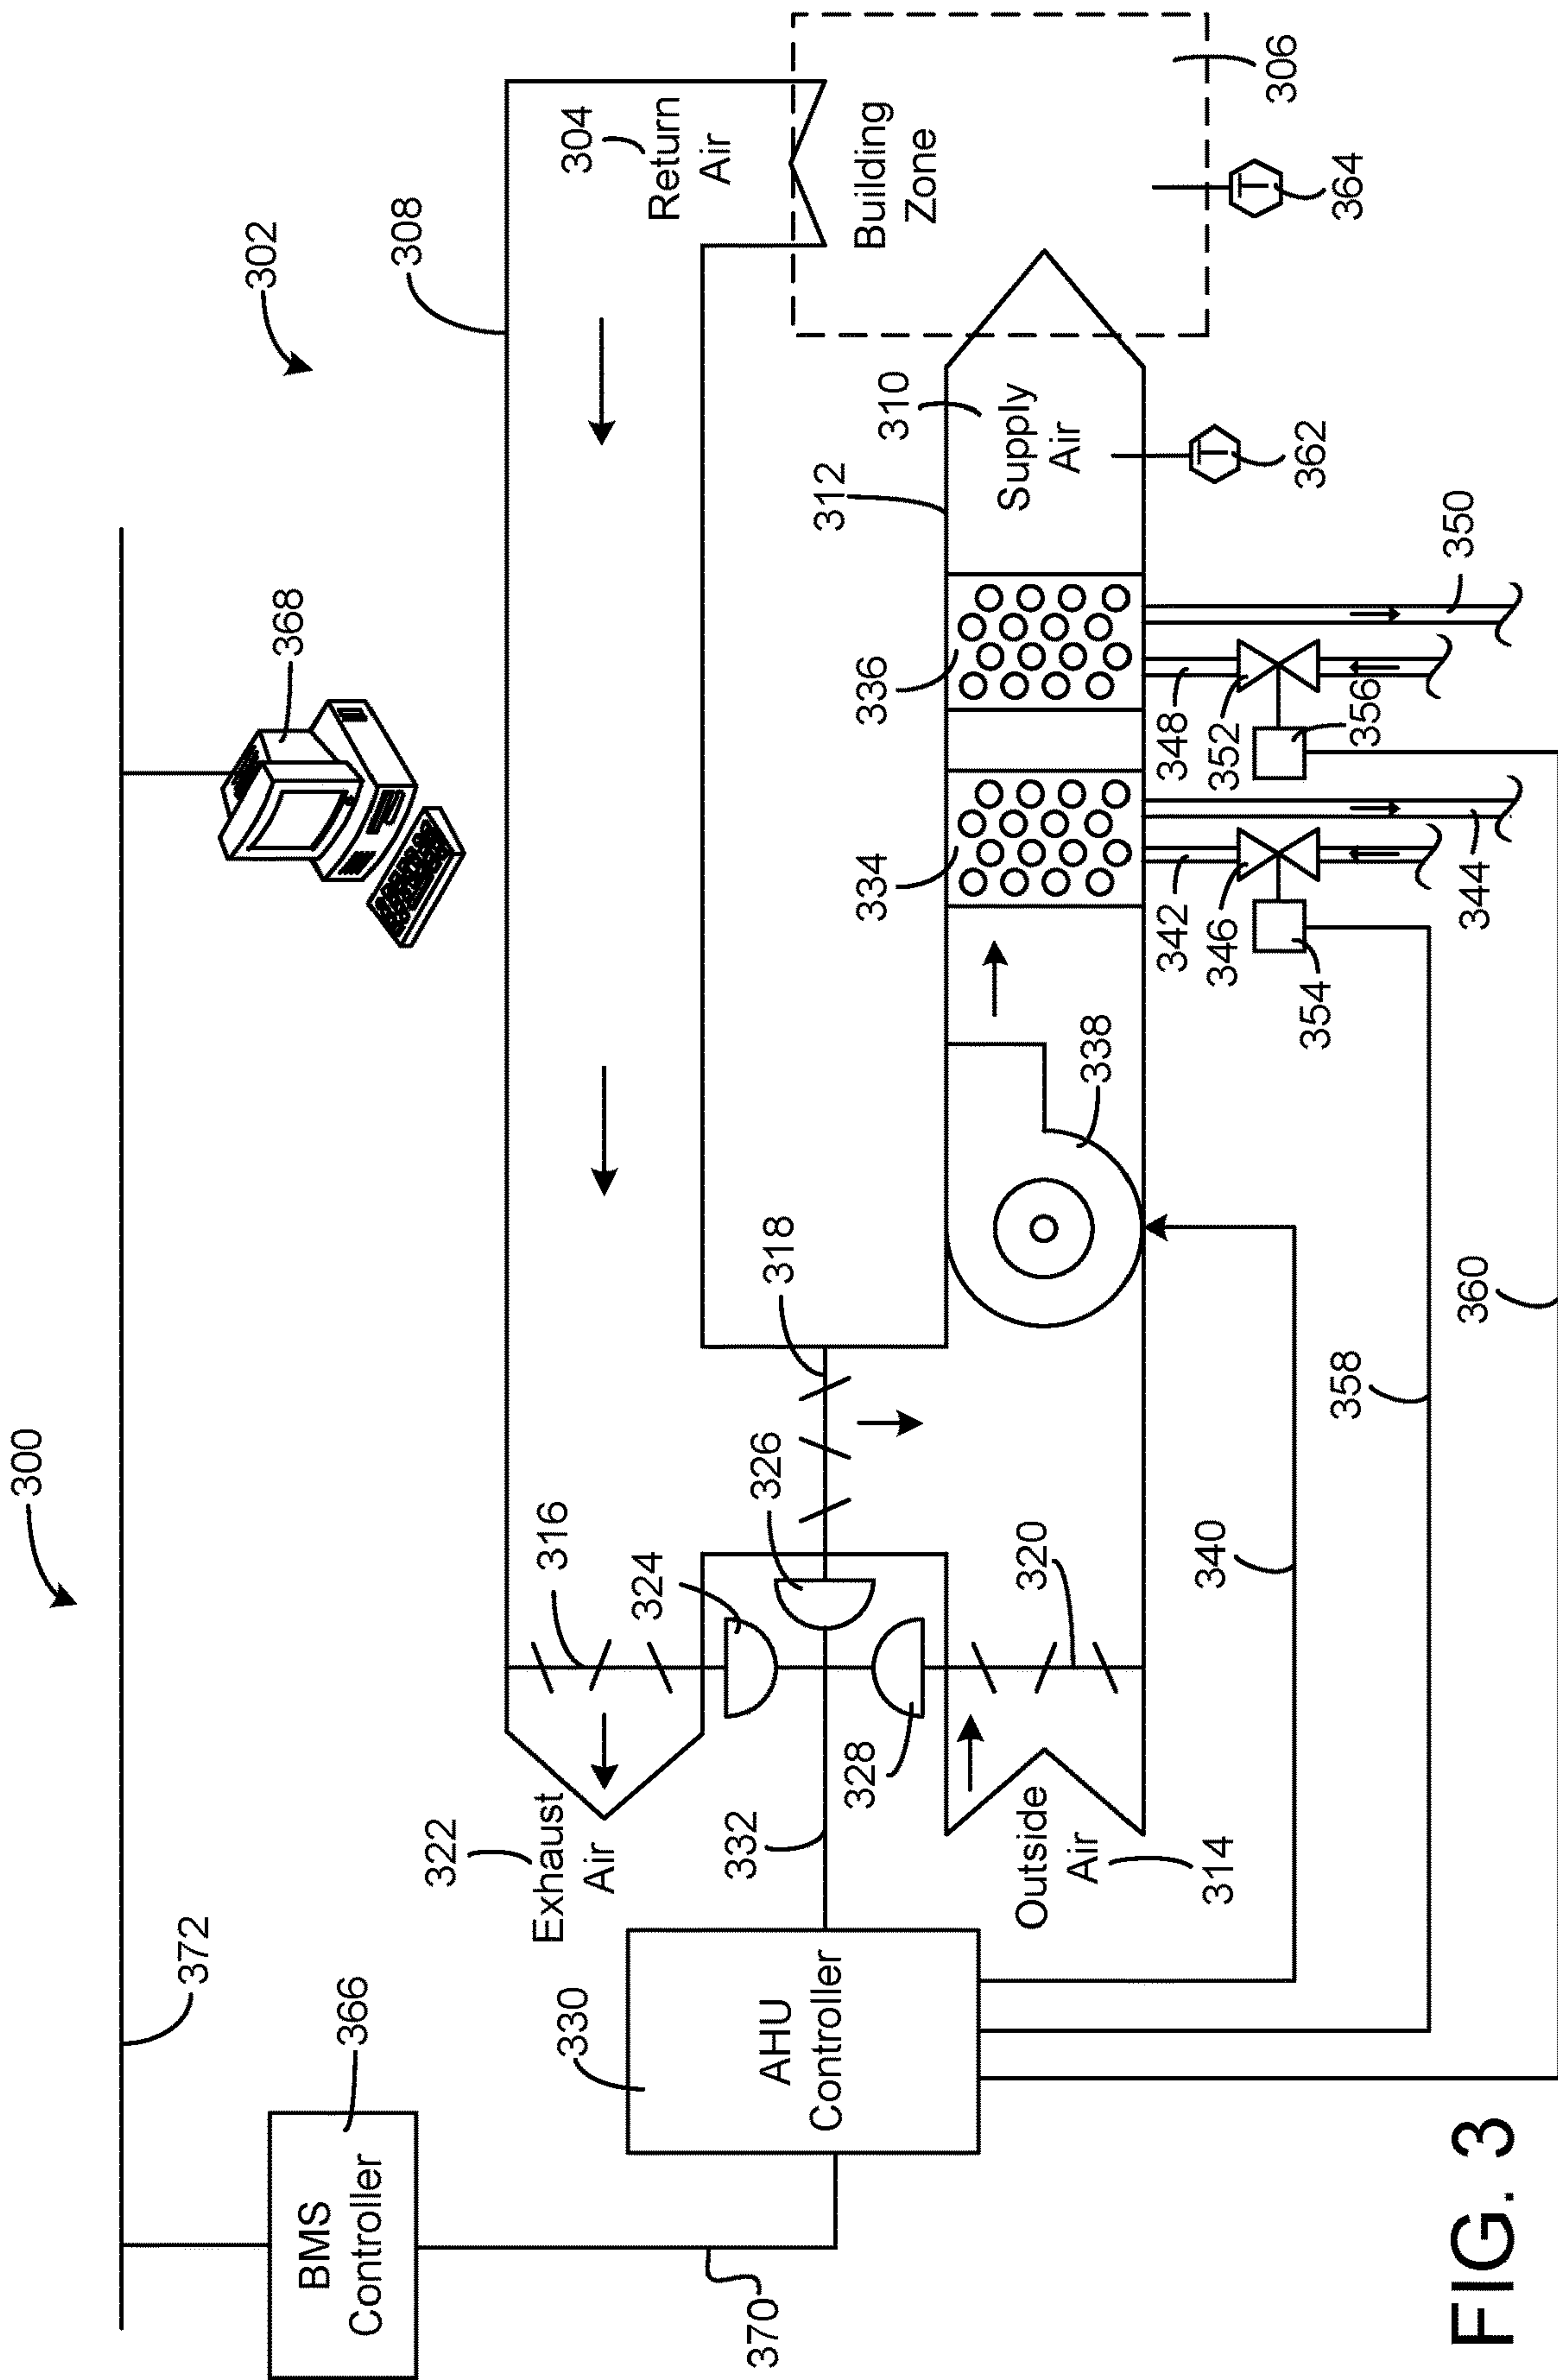 300
372
366
BMS
Controller
370
368
302
308
304
Return
Air
306
Building
Zone
364
322
Exhaust
Air
316
324
326
318
332
328
330
AHU
Controller
Outside
Air
314
320
338
334
336
312
310
Supply
Air
362
342
346
354
344
348
352
356
350
340
358
360
T
T
FIG. 3